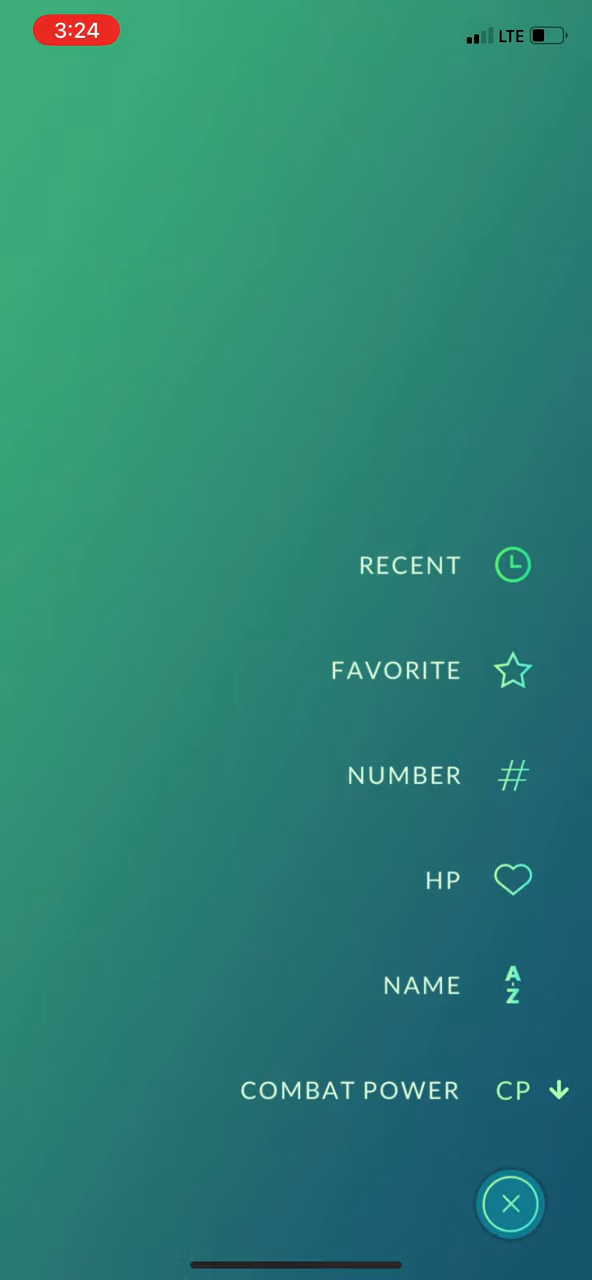 3:24
LTE
RECENT
FAVORITE
NUMBER #
HP
NAME A-Z
COMBAT POWER CP